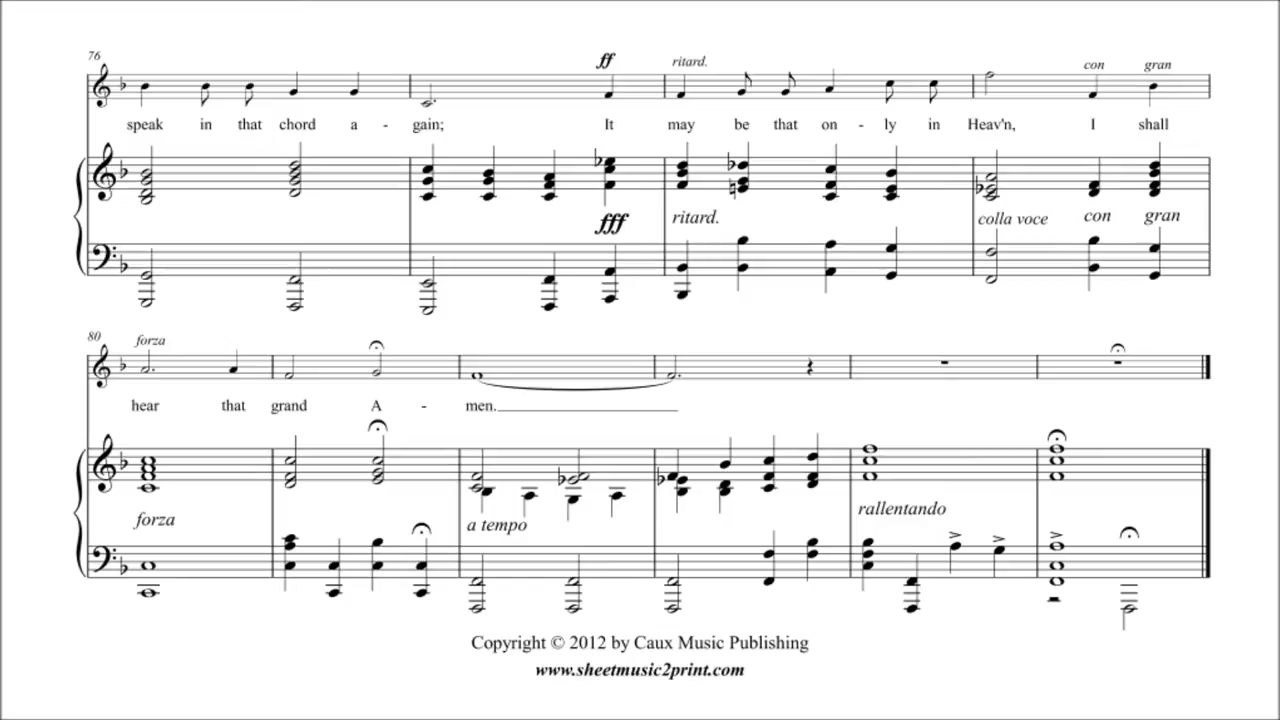 76
ff
ritard.
con gran
speak in that chord a - gain; It may be that on - ly in Heav'n, I shall
fff ritard. colla voce con gran
80
forza
hear that grand A - men.
forza
a tempo
rallentando
Copyright © 2012 by Caux Music Publishing
www.sheetmusic2print.com